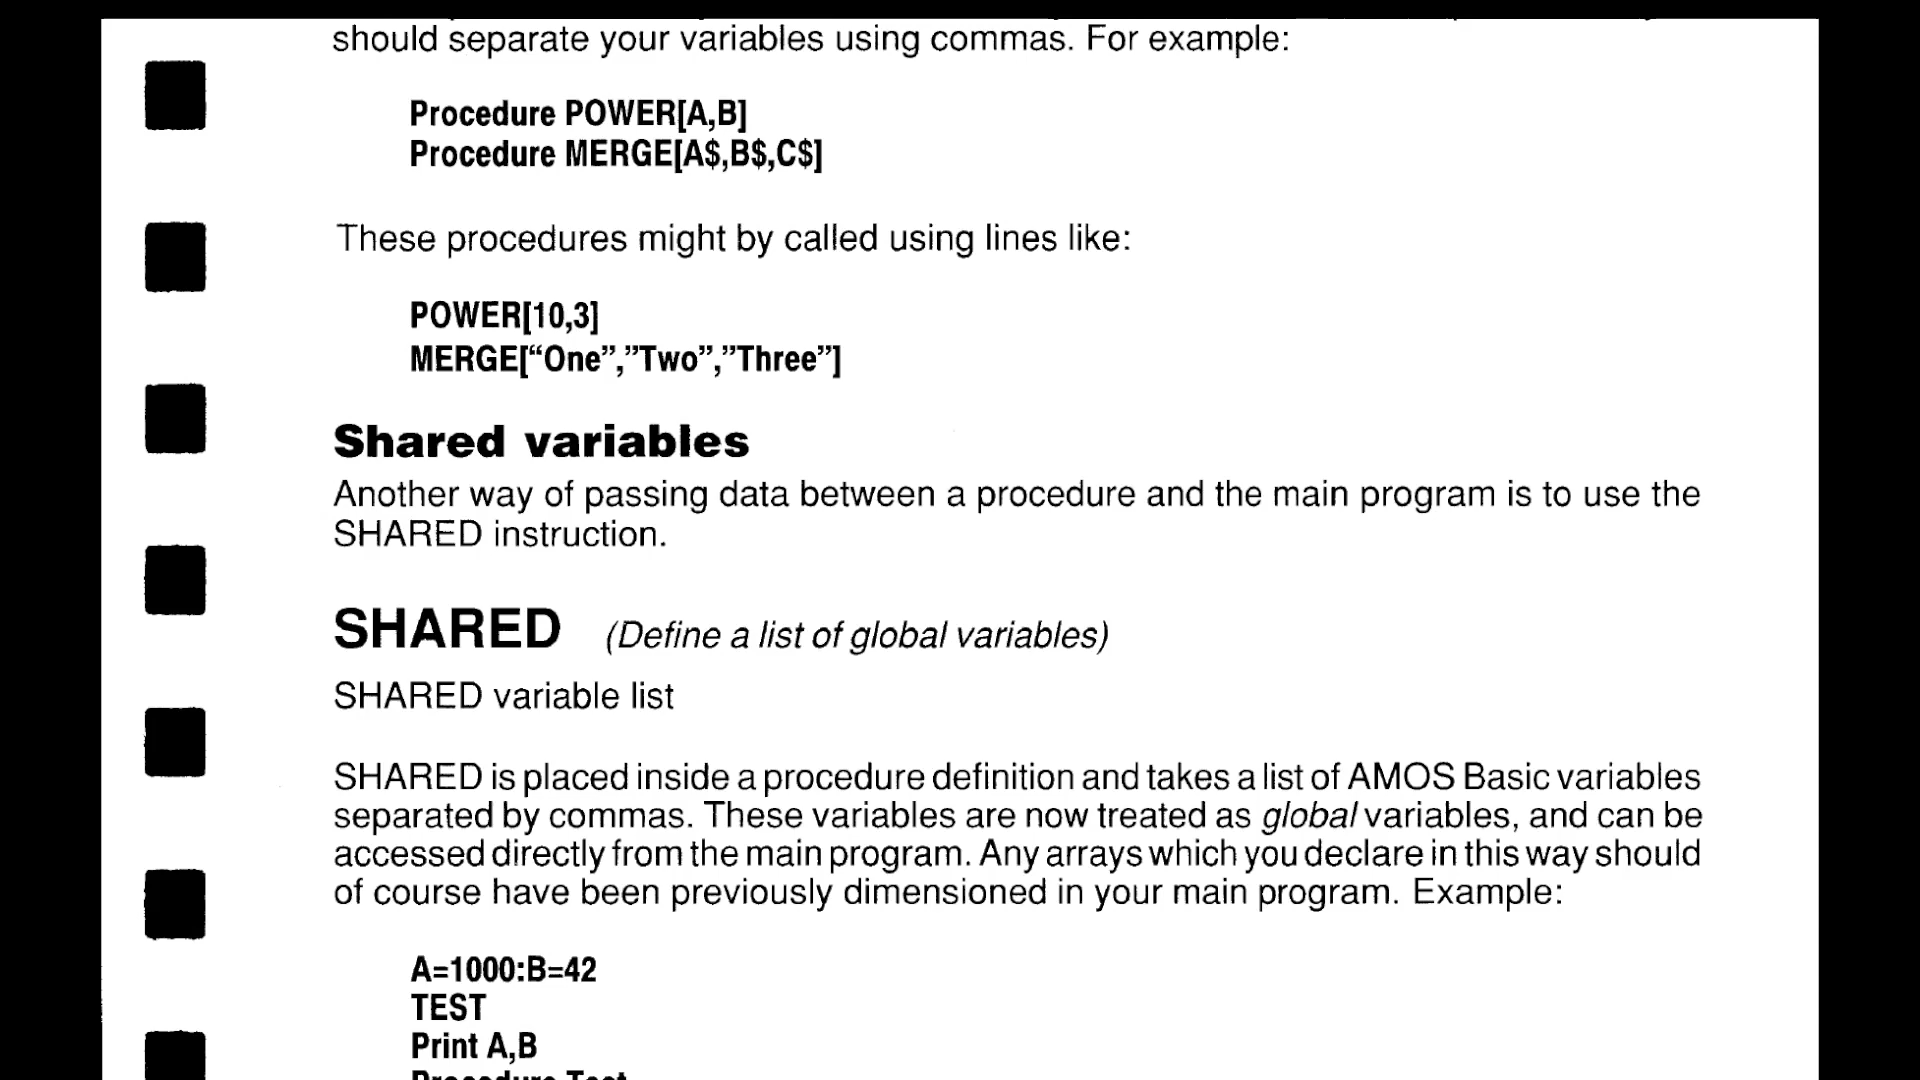 should separate your variables using commas. For example:
Procedure POWER[A,B]
Procedure MERGE[A$,B$,C$]
These procedures might by called using lines like:
POWER[10,3]
MERGE[“One”,”Two”,”Three”]
Shared variables
Another way of passing data between a procedure and the main program is to use the
SHARED instruction.
SHARED (Define a list of global variables)
SHARED variable list
SHARED is placed inside a procedure definition and takes a list of AMOS Basic variables
separated by commas. These variables are now treated as global variables, and can be
accessed directly from the main program. Any arrays which you declare in this way should
of course have been previously dimensioned in your main program. Example:
A=1000:B=42
TEST
Print A,B
Procedure Test